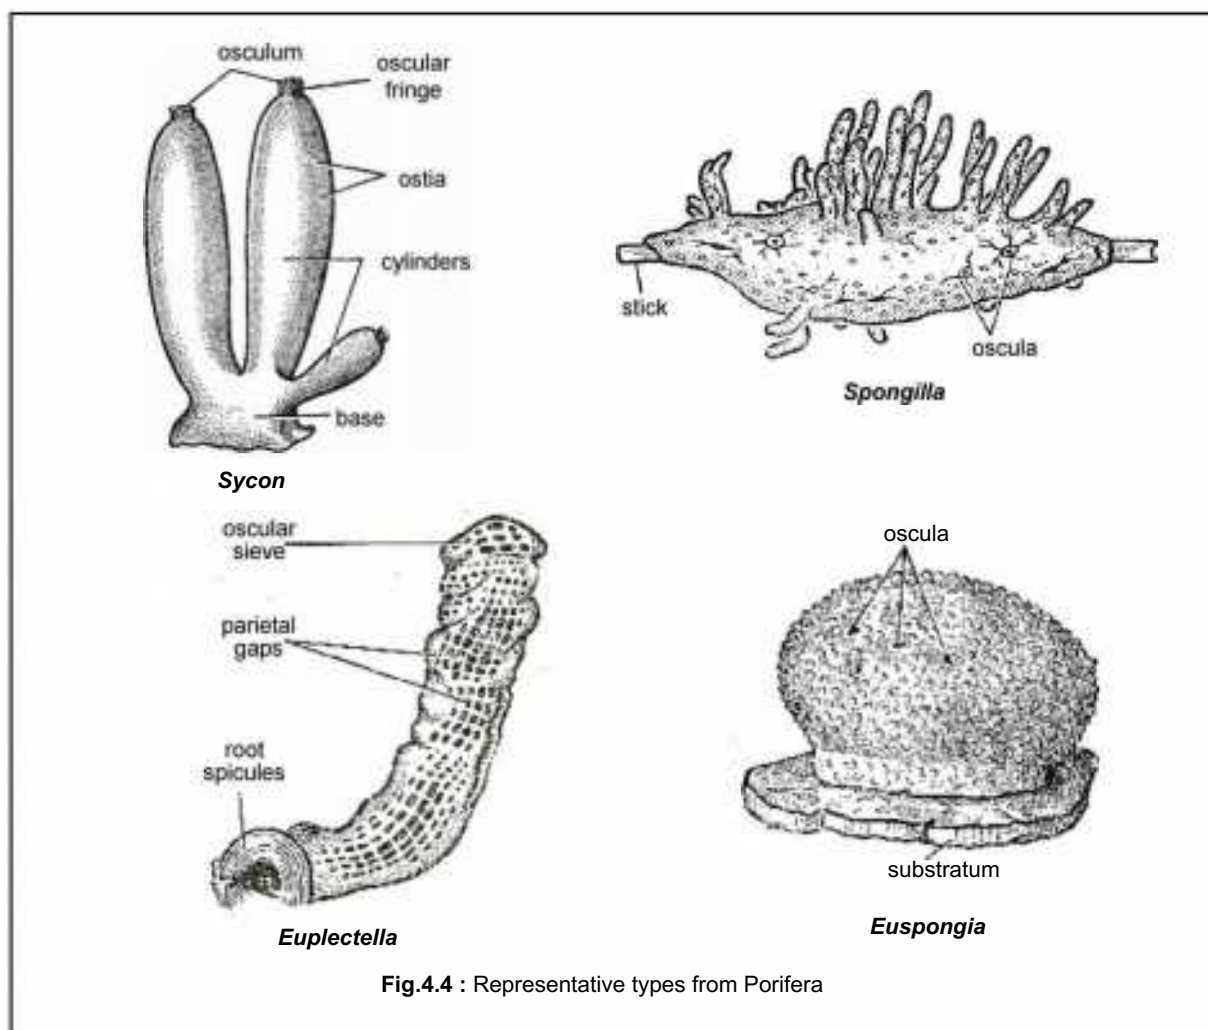 osculum
oscular
fringe
ostia
cylinders
base
Sycon
stick
oscula
Spongilla
oscular
sieve
parietal
gaps
root
spicules
Euplectella
oscula
substratum
Euspongia
Fig.4.4 : Representative types from Porifera